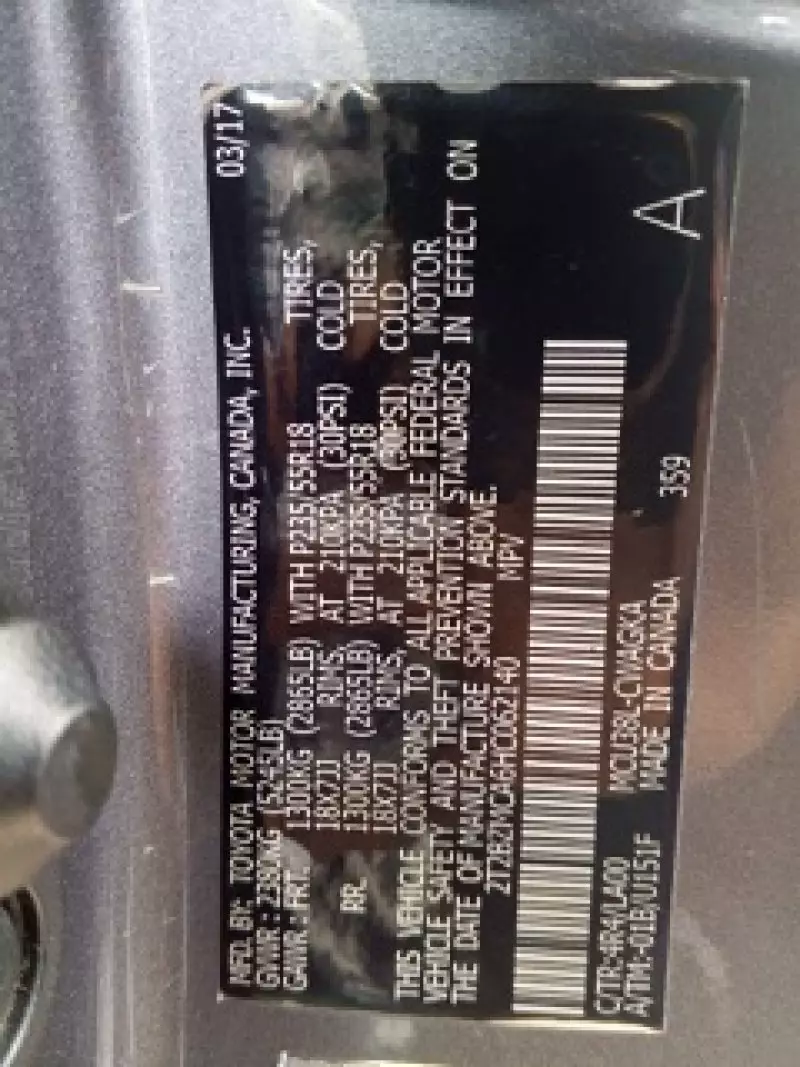 MFD. BY: TOYOTA MOTOR MANUFACTURING, CANADA, INC. 03/17
GVWR : 2380KG (5245LB)
GAWR : FRT. 1300KG (2865LB) WITH P235/55R18 TIRES,
18X7JJ RIMS, AT 210KPA (30PSI) COLD
RR. 1300KG (2865LB) WITH P235/55R18 TIRES,
18X7JJ RIMS, AT 210KPA (30PSI) COLD
THIS VEHICLE CONFORMS TO ALL APPLICABLE FEDERAL MOTOR
VEHICLE SAFETY AND THEFT PREVENTION STANDARDS IN EFFECT ON
THE DATE OF MANUFACTURE SHOWN ABOVE.
2T2BZMCA6HC062140 MPV
C/TR:4R4/LA00 MCU38L-CWAGKA
A/TM:-01B/U151F MADE IN CANADA 359 A